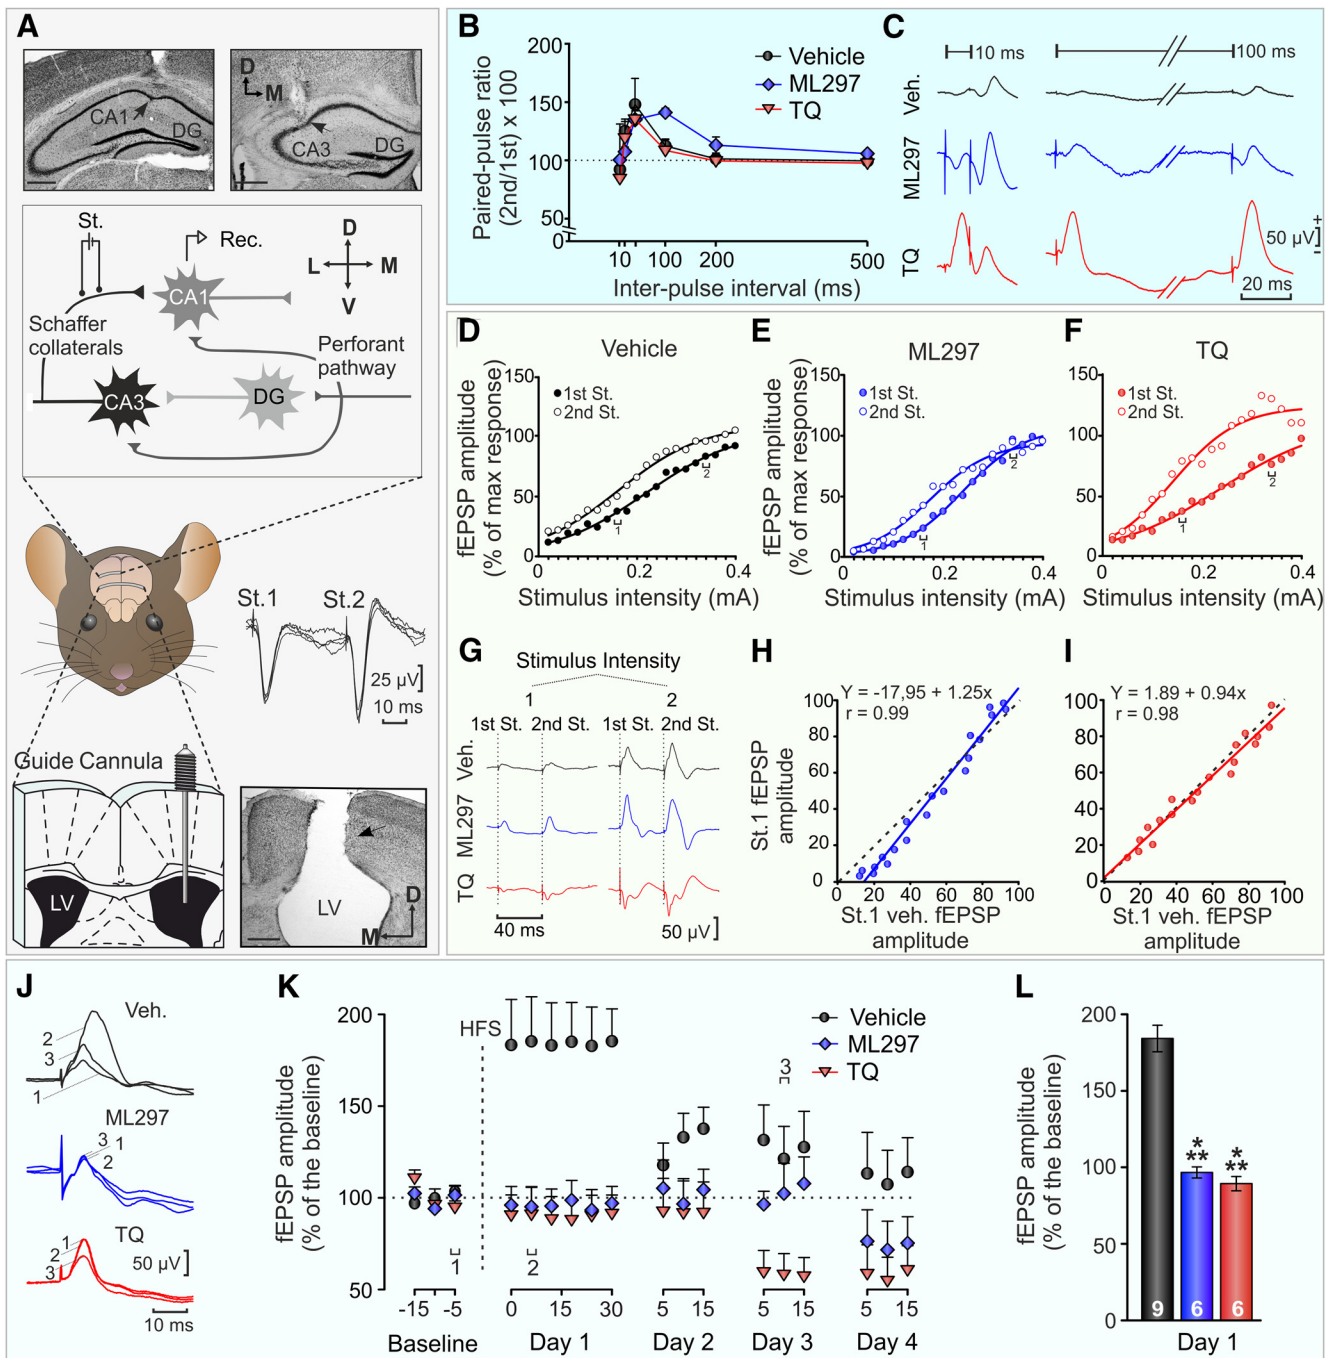 A
D
M
CA1
DG
CA3
DG
St.
Rec.
D
L
M
V
CA1
Schaffer
collaterals
Perforant
pathway
CA3
DG
St.1
St.2
25 µV
10 ms
Guide Cannula
LV
LV
D
M
B
Paired-pulse ratio
(2nd/1st) x 100
200
150
100
50
0
Vehicle
ML297
TQ
10
100
200
500
Inter-pulse interval (ms)
C
10 ms
100 ms
Veh.
ML297
TQ
+
50 µV
-
20 ms
D
Vehicle
fEPSP amplitude
(% of max response)
150
100
50
0
1st St.
2nd St.
1
2
0
0.2
0.4
Stimulus intensity (mA)
E
ML297
fEPSP amplitude
(% of max response)
150
100
50
0
1st St.
2nd St.
1
2
0
0.2
0.4
Stimulus intensity (mA)
F
TQ
150
100
50
0
1st St.
2nd St.
1
2
0
0.2
0.4
Stimulus intensity (mA)
G
Stimulus Intensity
1
2
1st St.
2nd St.
1st St.
2nd St.
Veh.
ML297
TQ
40 ms
50 µV
H
Y = -17,95 + 1.25x
r = 0.99
St.1 fEPSP
amplitude
100
80
60
40
20
0
0 20 40 60 80 100
St.1 veh. fEPSP
amplitude
I
Y = 1.89 + 0.94x
r = 0.98
100
80
60
40
20
0
0 20 40 60 80 100
St.1 veh. fEPSP
amplitude
J
Veh.
2
3
1
ML297
3 1
2
TQ
1
2
3
50 µV
10 ms
K
fEPSP amplitude
(% of the baseline)
200
150
100
50
HFS
Vehicle
ML297
TQ
3
1
2
-15 -5
0 15 30
5 15
5 15
5 15
Baseline
Day 1
Day 2
Day 3
Day 4
L
fEPSP amplitude
(% of the baseline)
200
150
100
50
0
*
**
*
**
9
6
6
Day 1